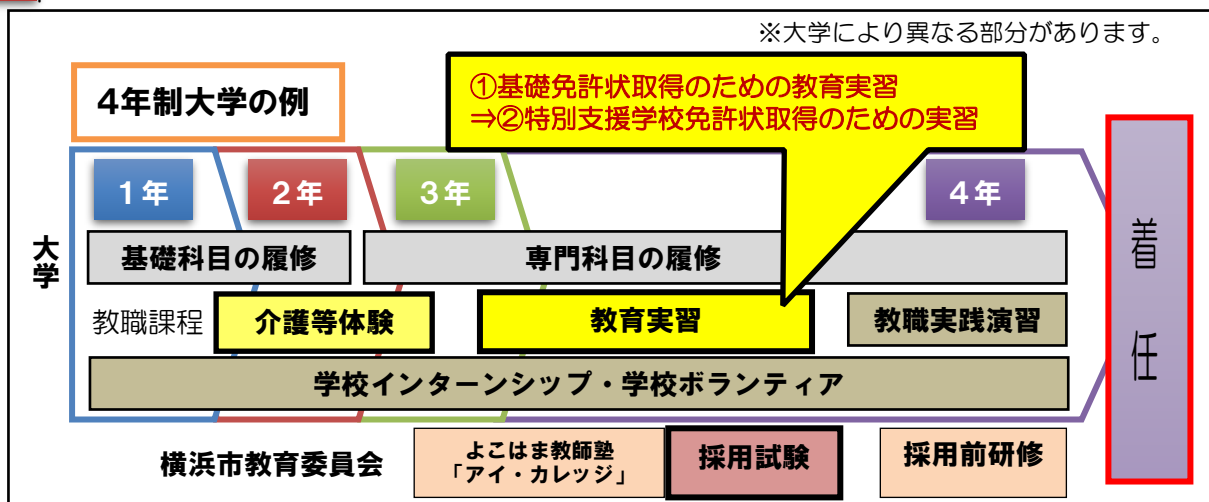 ※大学により異なる部分があります。
4年制大学の例
①基礎免許状取得のための教育実習
⇒②特別支援学校免許状取得のための実習
1年
2年
3年
4年
大学
基礎科目の履修
専門科目の履修
教職課程
介護等体験
教育実習
教職実践演習
学校インターンシップ・学校ボランティア
着任
横浜市教育委員会
よこはま教師塾
「アイ・カレッジ」
採用試験
採用前研修